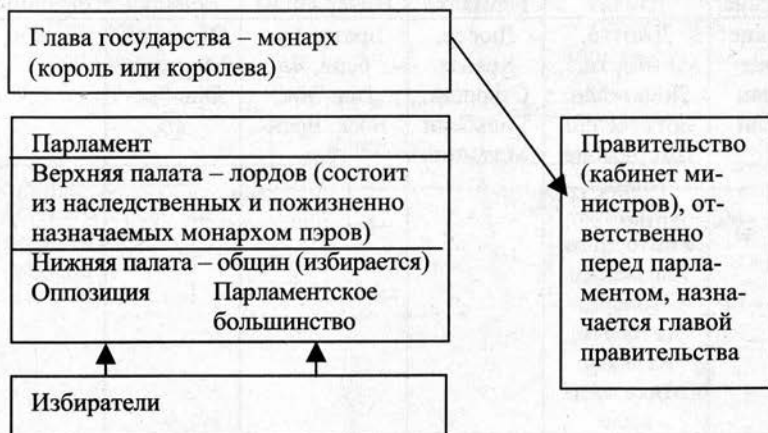 Глава государства – монарх
(король или королева)
Парламент
Верхняя палата – лордов (состоит
из наследственных и пожизненно
назначаемых монархом пэров)
Нижняя палата – общин (избирается)
Оппозиция Парламентское
большинство
Избиратели
Правительство
(кабинет ми-
нистров), от-
ветственно
перед парла-
ментом, назна-
чается главой
правительства